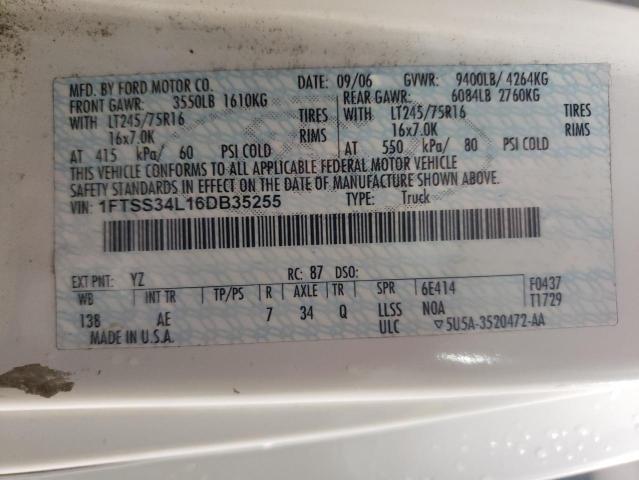 MFD. BY FORD MOTOR CO. DATE: 09/06 GVWR: 9400LB/ 4264KG
FRONT GAWR: 3550LB 1610KG REAR GAWR: 6084LB 2760KG
WITH LT245/75R16 TIRES WITH LT245/75R16 TIRES
16x7.0K RIMS 16x7.0K RIMS
AT 415 kPa/ 60 PSI COLD AT 550 kPa/ 80 PSI COLD
THIS VEHICLE CONFORMS TO ALL APPLICABLE FEDERAL MOTOR VEHICLE
SAFETY STANDARDS IN EFFECT ON THE DATE OF MANUFACTURE SHOWN ABOVE.
VIN: 1FTSS34L16DB35255 TYPE: Truck
EXT PNT: YZ RC: 87 DSO:
WB INT TR TP/PS R AXLE TR SPR 6E414 F0437
138 AE 7 34 Q LLSS NOA T1729
MADE IN U.S.A. ULC ▽5U5A-3520472-AA